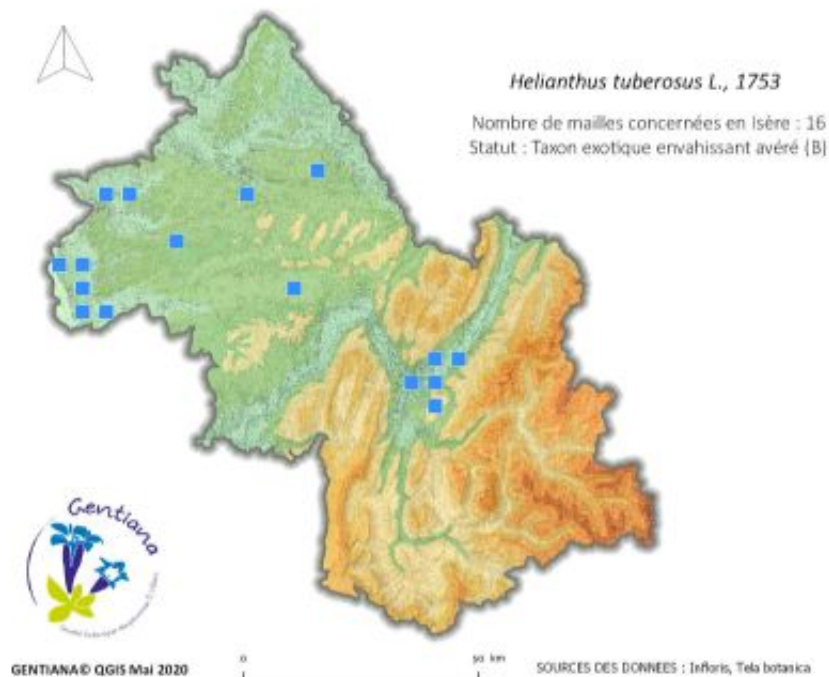 Helianthus tuberosus L., 1753
Nombre de mailles concernées en Isère : 16
Statut : Taxon exotique envahissant avéré (B)
Gentiana
0
50 km
GENTIANA© QGIS Mai 2020
SOURCES DES DONNEES : Infloris, Tela botanica